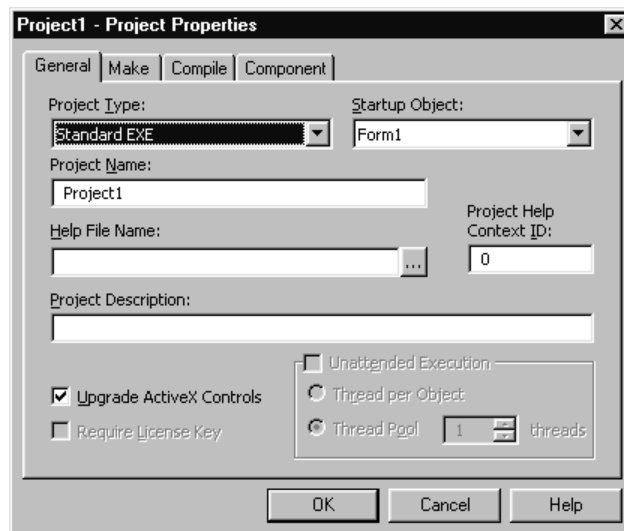 Project1 - Project Properties
General Make Compile Component
Project Type: Startup Object:
Standard EXE Form1
Project Name:
Project1
Project Help
Context ID:
Help File Name:
... 0
Project Description:
Unattended Execution
Upgrade ActiveX Controls Thread per Object
Require License Key Thread Pool 1 threads
OK Cancel Help